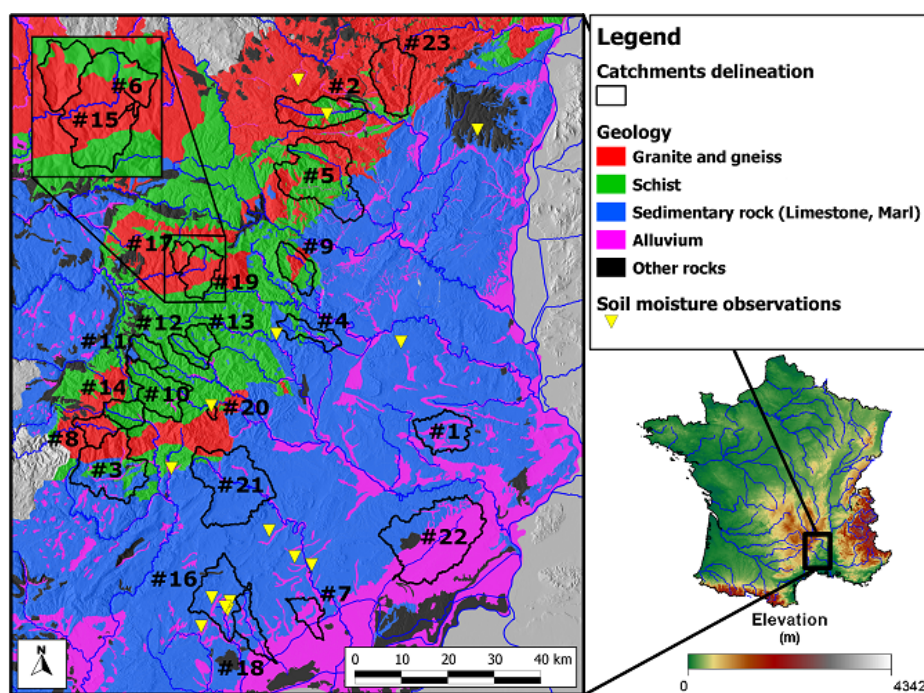 #23
#6
#2
#15
#5
#17
#9
#19
#12
#13
#4
#11
#14
#10
#20
#8
#1
#3
#21
#22
#16
#7
#18
N
0 10 20 30 40 km
Legend
Catchments delineation
Geology
Granite and gneiss
Schist
Sedimentary rock (Limestone, Marl)
Alluvium
Other rocks
Soil moisture observations
Elevation
(m)
0 4342